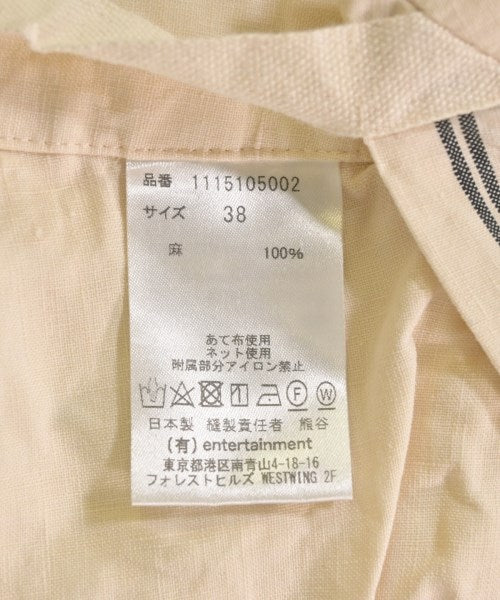 品番 1115105002
サイズ 38
麻 100%
あて布使用
ネット使用
附属部分アイロン禁止
F W
日本製 縫製責任者 熊谷
(有) entertainment
東京都港区南青山4-18-16
フォレストヒルズ WESTWING 2F